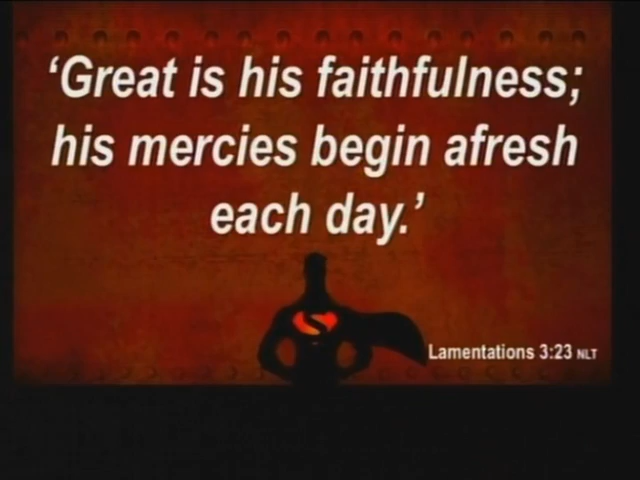 ‘Great is his faithfulness;
his mercies begin afresh
each day.’
Lamentations 3:23 NLT